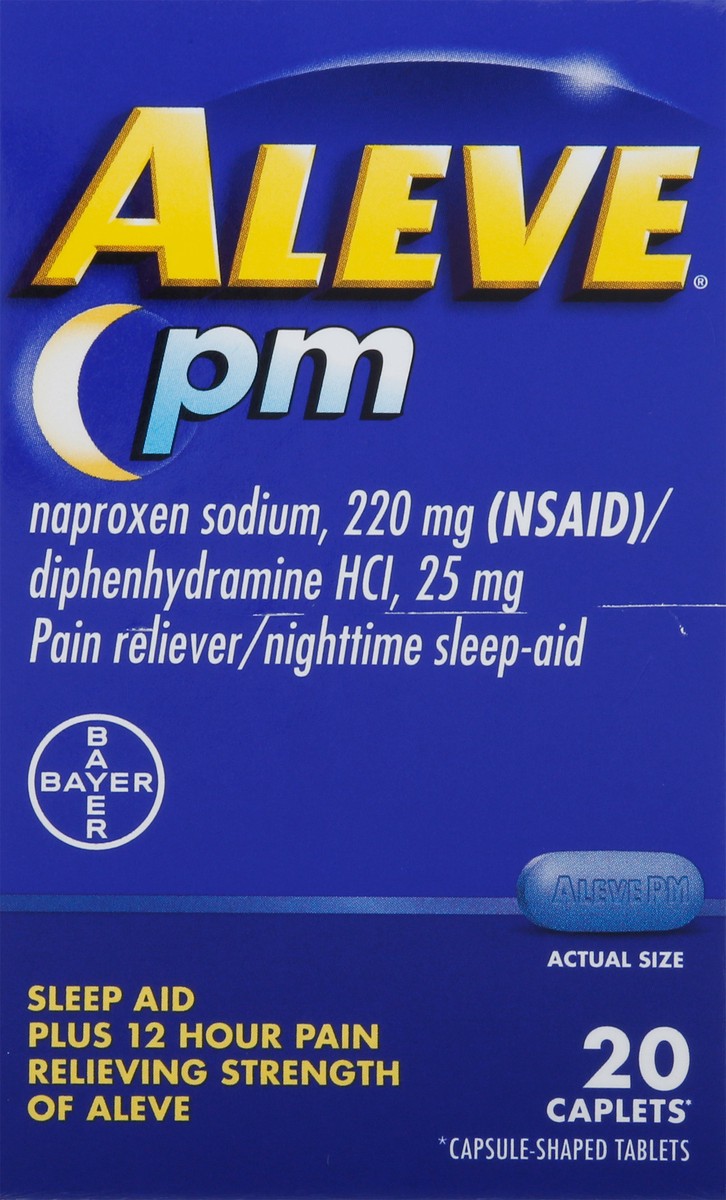 ALEVE®
pm
naproxen sodium, 220 mg (NSAID)/
diphenhydramine HCl, 25 mg
Pain reliever/nighttime sleep-aid
BAYER
BAYER
ALEVE PM
ACTUAL SIZE
SLEEP AID
PLUS 12 HOUR PAIN
RELIEVING STRENGTH
OF ALEVE
20
CAPLETS*
*CAPSULE-SHAPED TABLETS